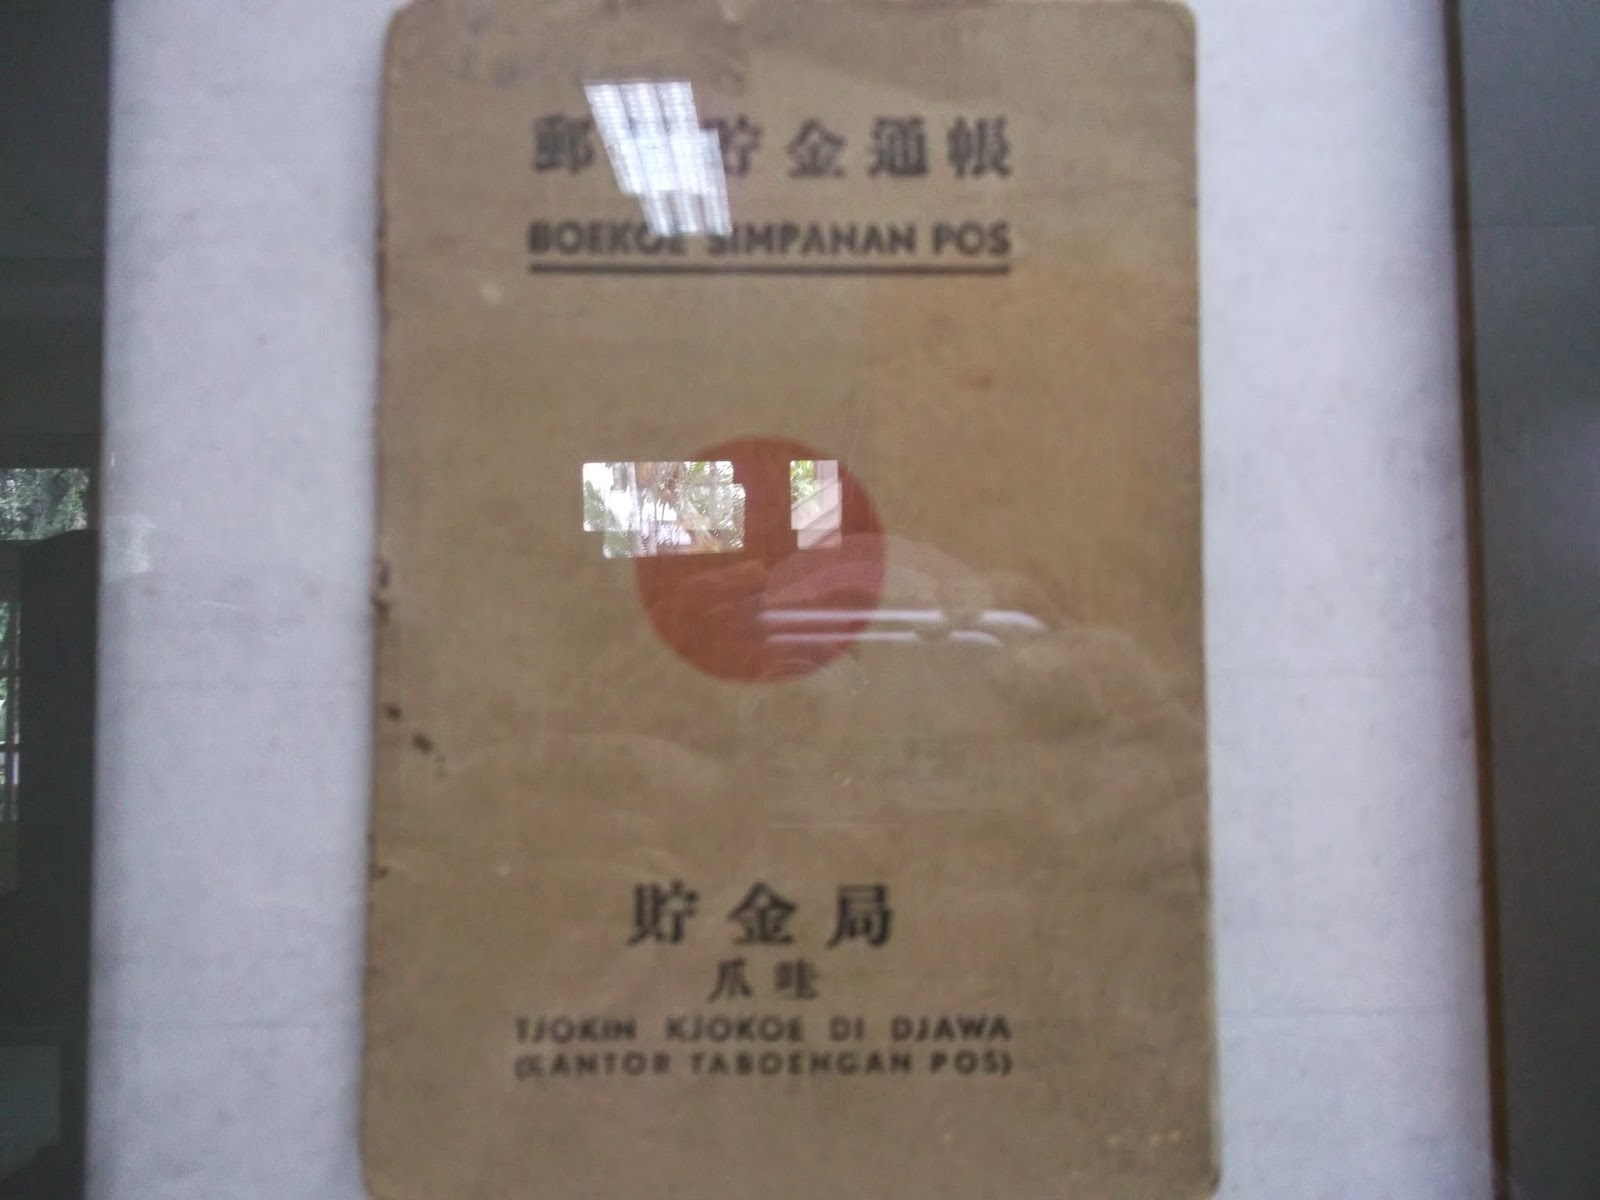 郵 貯金通帳
BOEKOE SIMPANAN POS
貯金局
爪哇
TJOKIN KJOKOE DI DJAWA
(KANTOR TABOENGAN POS)